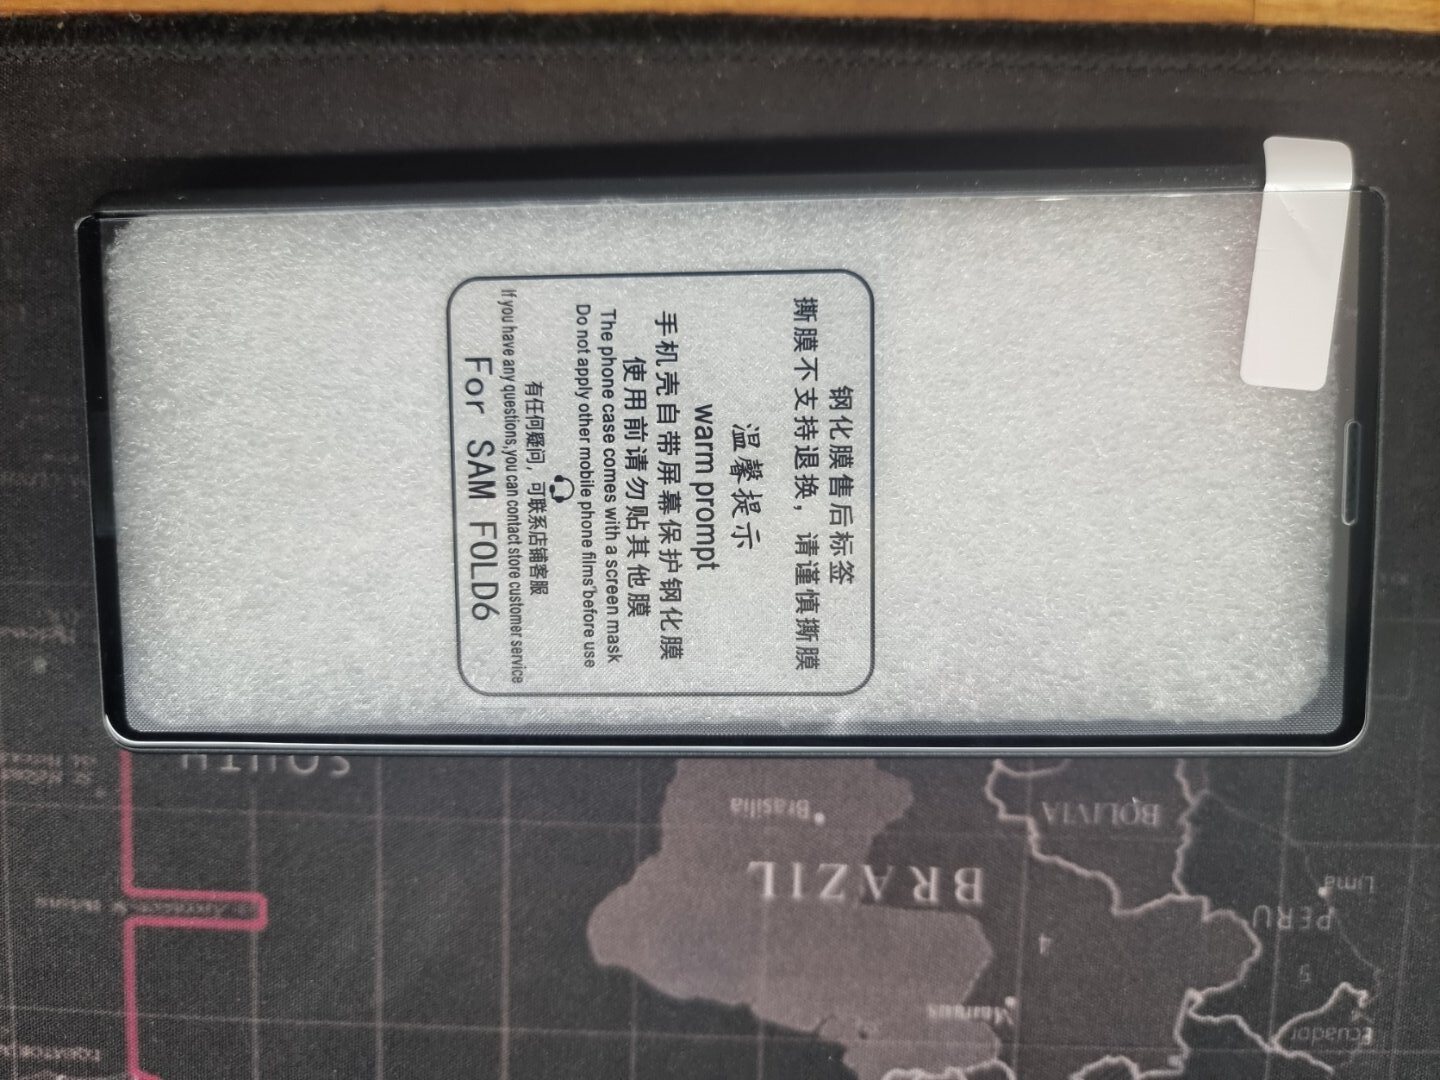 钢化膜售后标签
撕膜不支持退换，请谨慎撕膜
温馨提示
warm prompt
手机壳自带屏幕保护钢化膜
使用前请勿贴其他膜
The phone case comes with a screen mask
Do not apply other mobile phone films before use
有任何疑问，可联系店铺客服
If you have any questions,you can contact store customer service
For SAM FOLD6
SOUTH
Brasilia
BRAZIL
BOLIVIA
Lima
PERU
4
5
Manaus
Ecuador